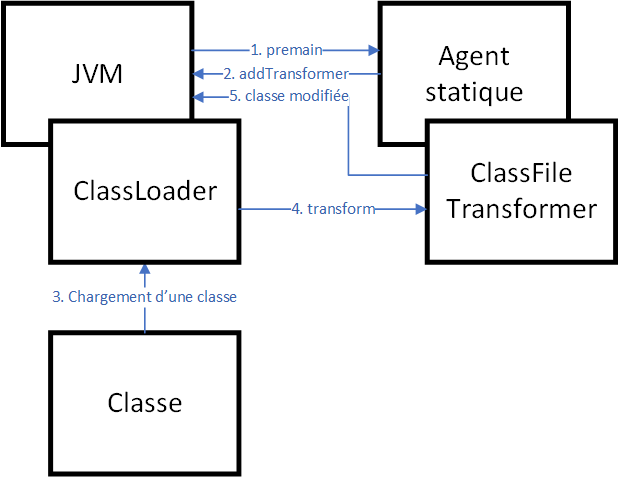 JVM
1. premain
Agent
statique
2. addTransformer
5. classe modifiée
ClassLoader
ClassFile
Transformer
4. transform
3. Chargement d’une classe
Classe